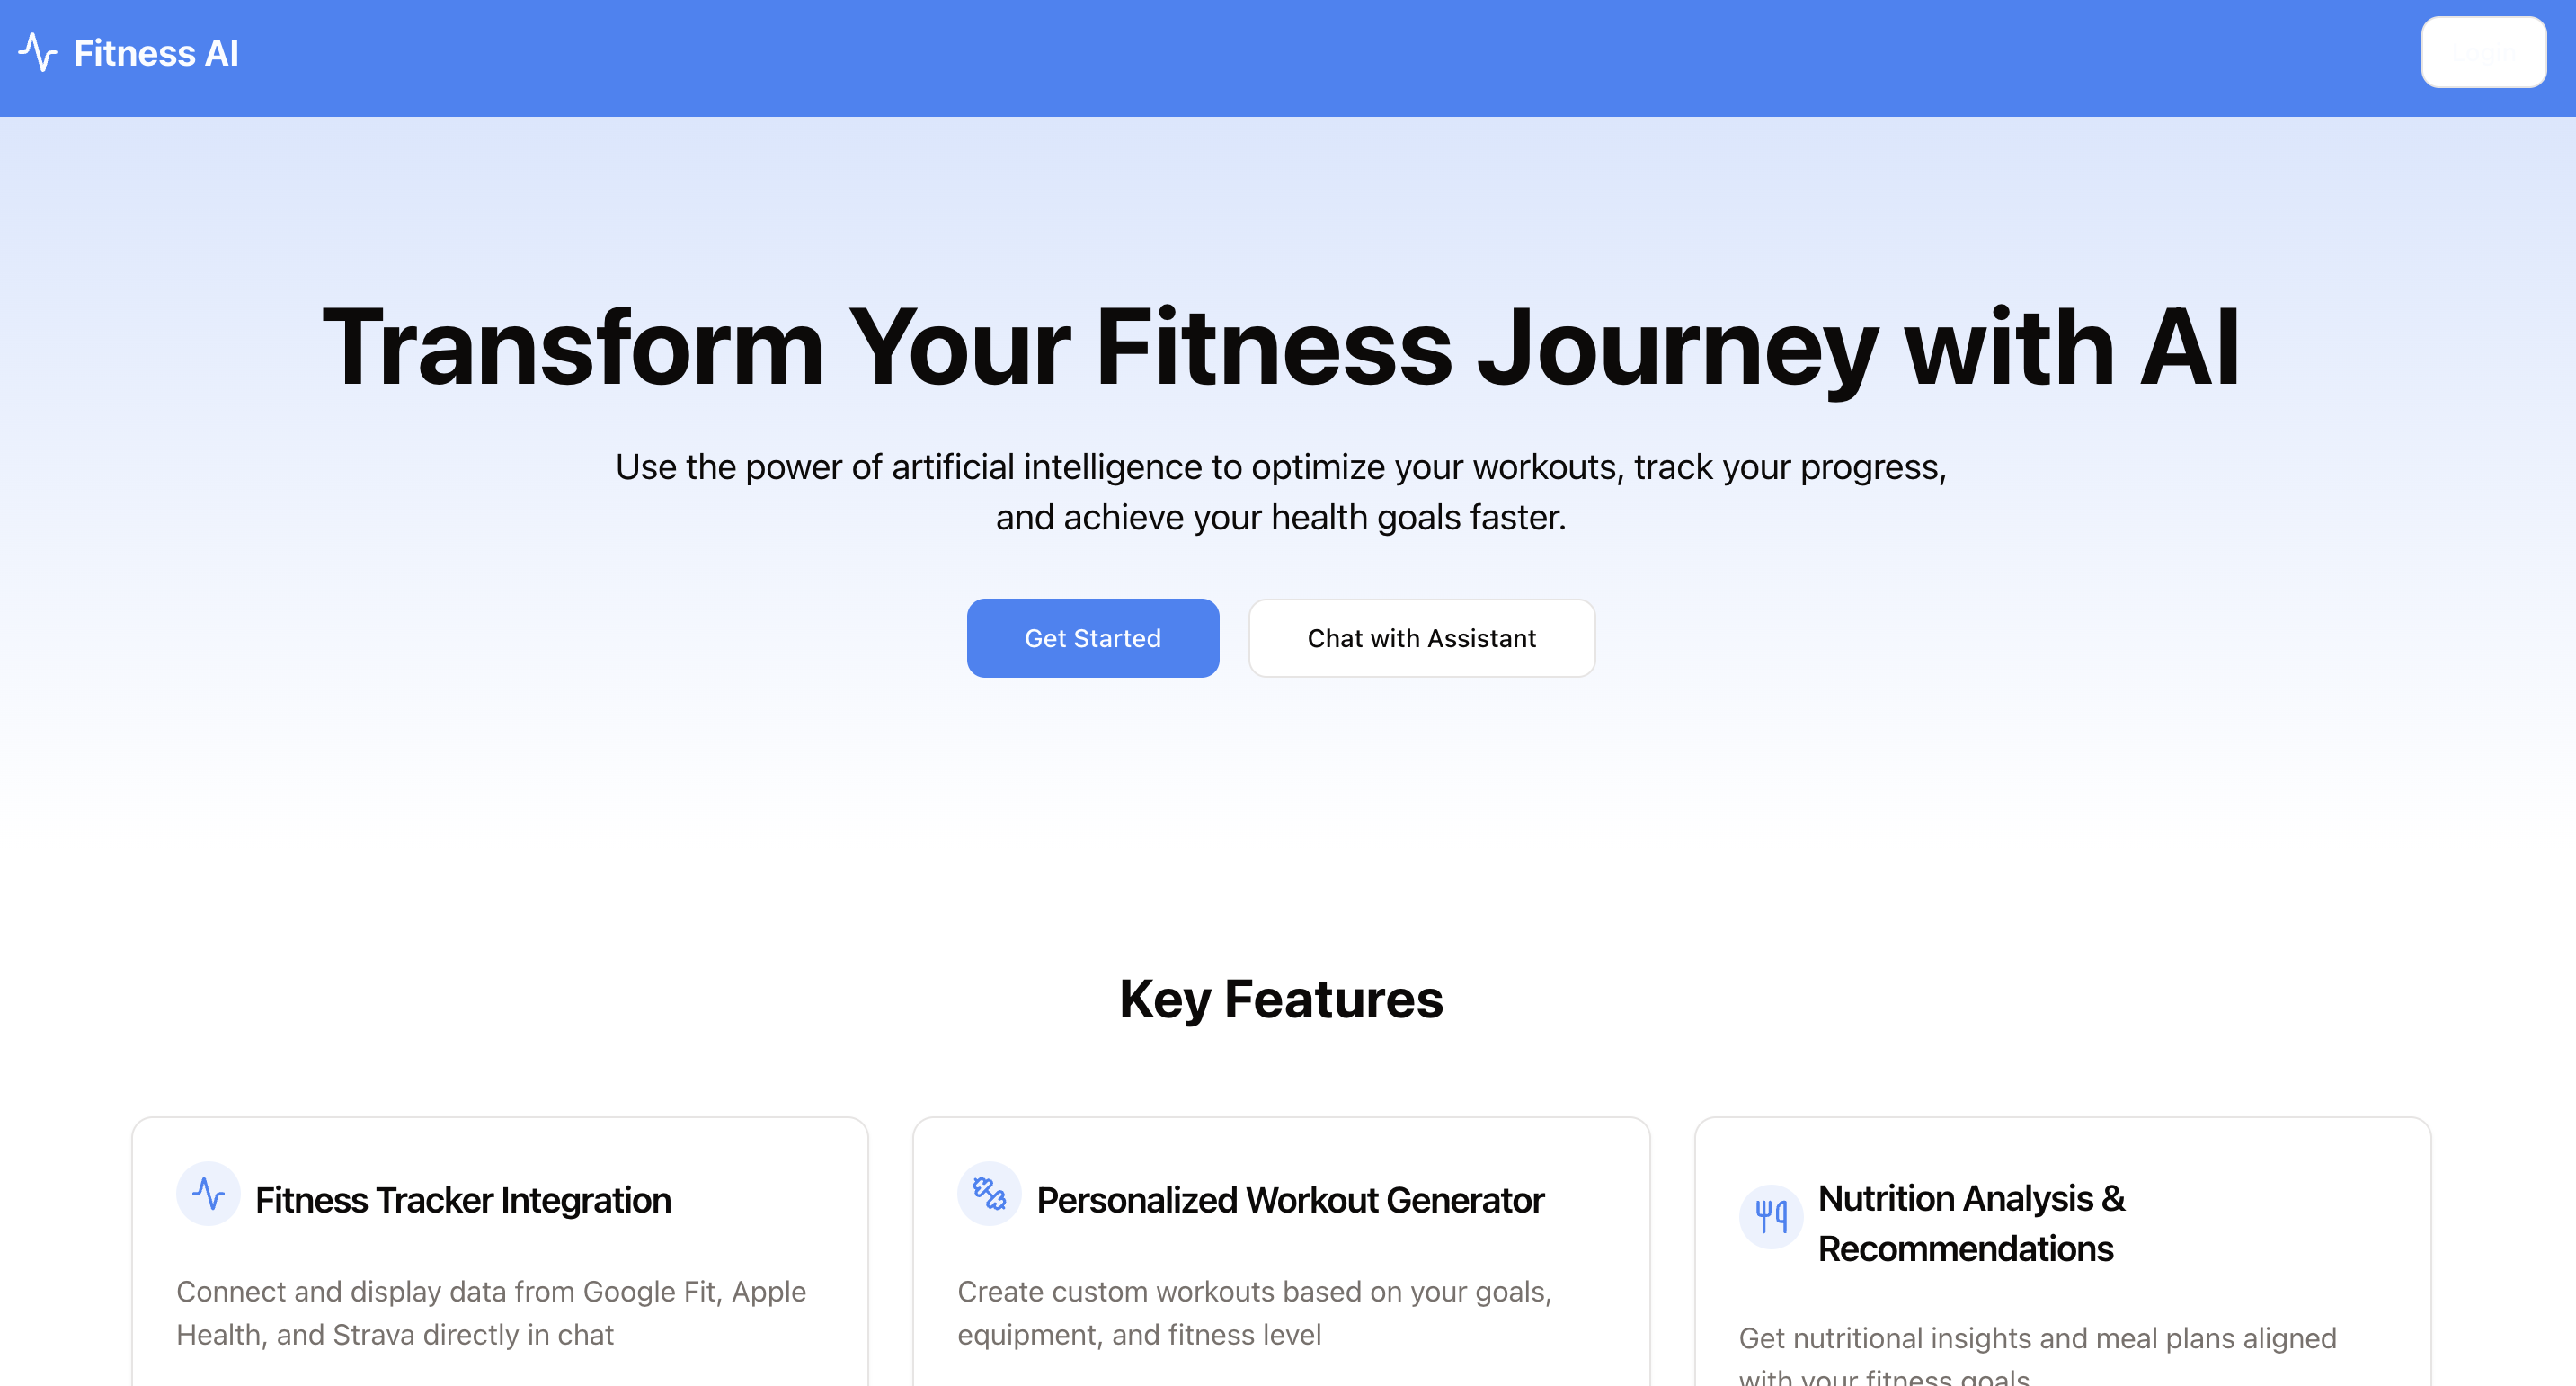 Fitness AI
Transform Your Fitness Journey with AI
Use the power of artificial intelligence to optimize your workouts, track your progress,
and achieve your health goals faster.
Get Started
Chat with Assistant
Key Features
Fitness Tracker Integration
Personalized Workout Generator
Nutrition Analysis &
Recommendations
Connect and display data from Google Fit, Apple
Health, and Strava directly in chat
Create custom workouts based on your goals,
equipment, and fitness level
Get nutritional insights and meal plans aligned
with your fitness goals